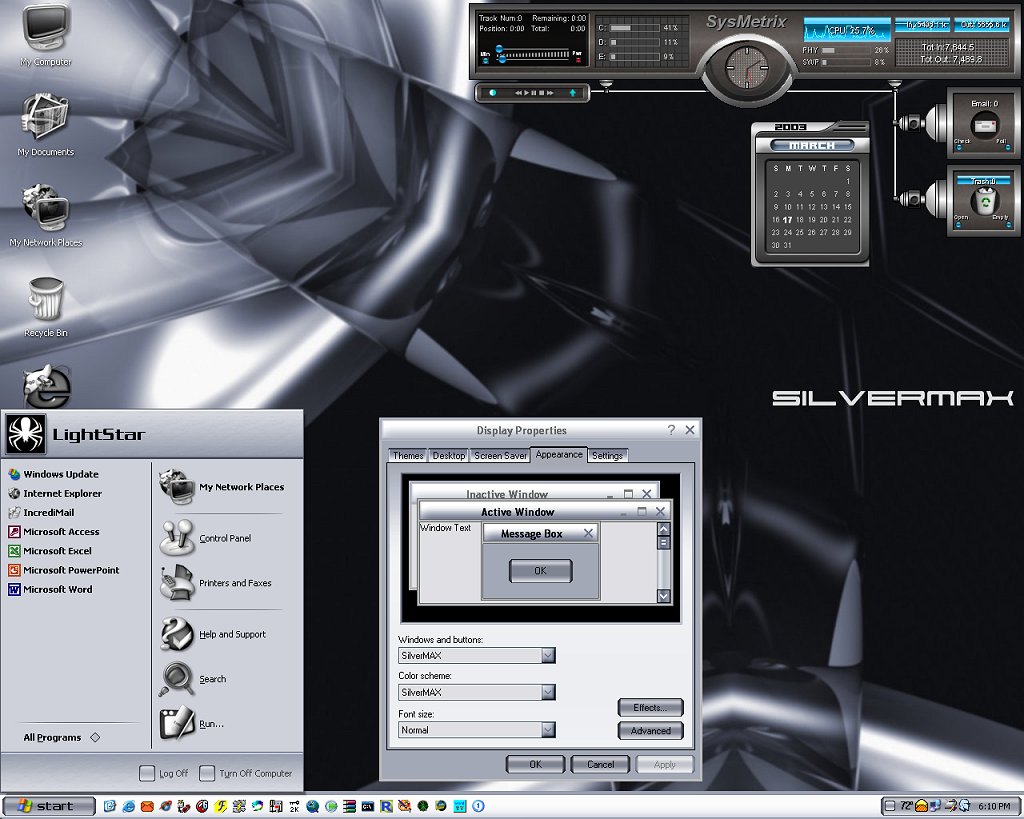 My Computer
My Documents
My Network Places
Recycle Bin
Track Num:0 Remaining: 0:00
Position: 0:00 Total: 0:00
Min
Pwr
C: 41%
D: 11%
E: 9%
SysMetrix
CPU 25.7%
PHY 26%
SWP 8%
Tot In:7,844.5
Tot Out: 7,469.8
Email: 0
Check Poll
Trash:0
Open Empty
2003
MARCH
S M T W T F S
1
2 3 4 5 6 7 8
9 10 11 12 13 14 15
16 17 18 19 20 21 22
23 24 25 26 27 28 29
30 31
SILVERMAX
LightStar
Windows Update
Internet Explorer
IncrediMail
Microsoft Access
Microsoft Excel
Microsoft PowerPoint
Microsoft Word
All Programs
My Network Places
Control Panel
Printers and Faxes
Help and Support
Search
Run...
Log Off
Turn Off Computer
Display Properties
Themes Desktop Screen Saver Appearance Settings
Inactive Window
Active Window
Window Text
Message Box
OK
Windows and buttons:
SilverMAX
Color scheme:
SilverMAX
Font size:
Normal
Effects...
Advanced
OK Cancel Apply
start
72°
6:10 PM